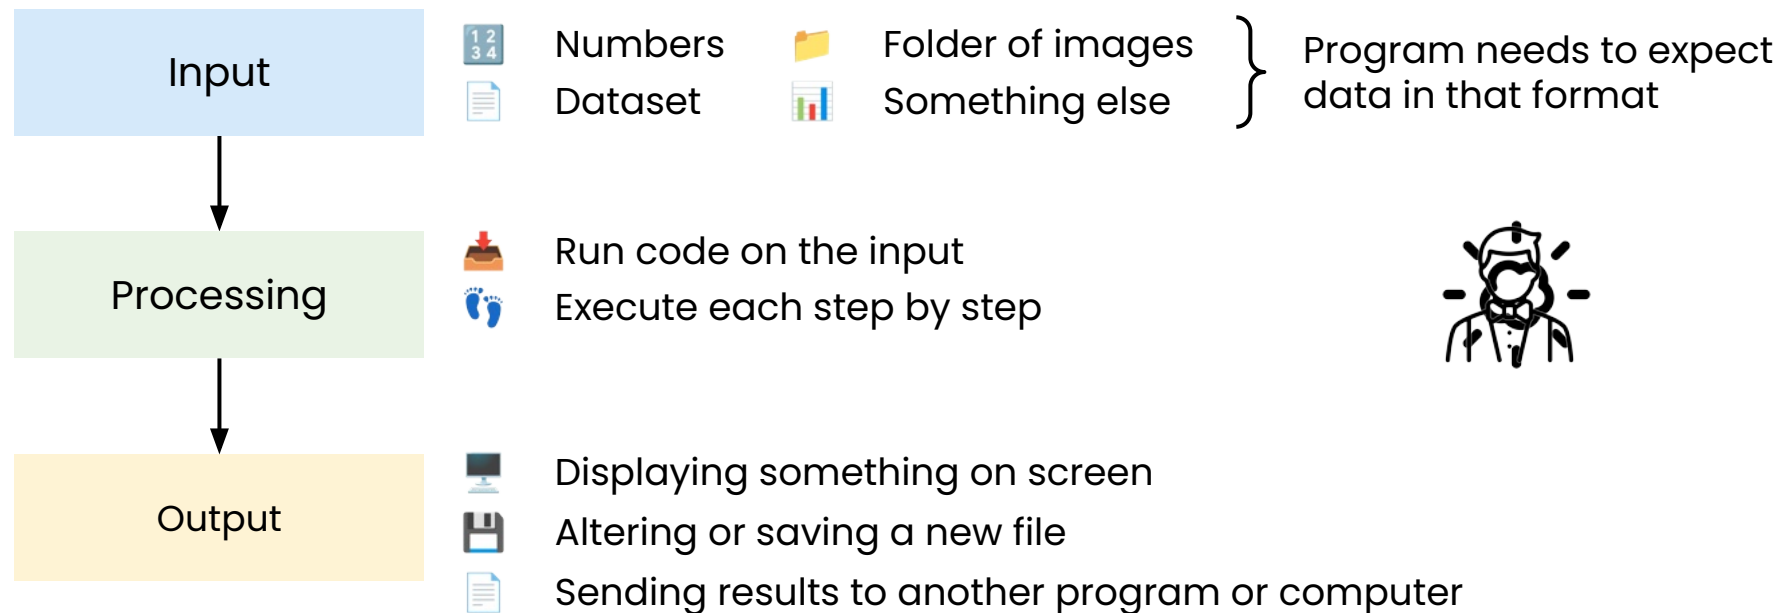 Input
Numbers
Folder of images
Dataset
Something else
Program needs to expect
data in that format
Processing
Run code on the input
Execute each step by step
Output
Displaying something on screen
Altering or saving a new file
Sending results to another program or computer